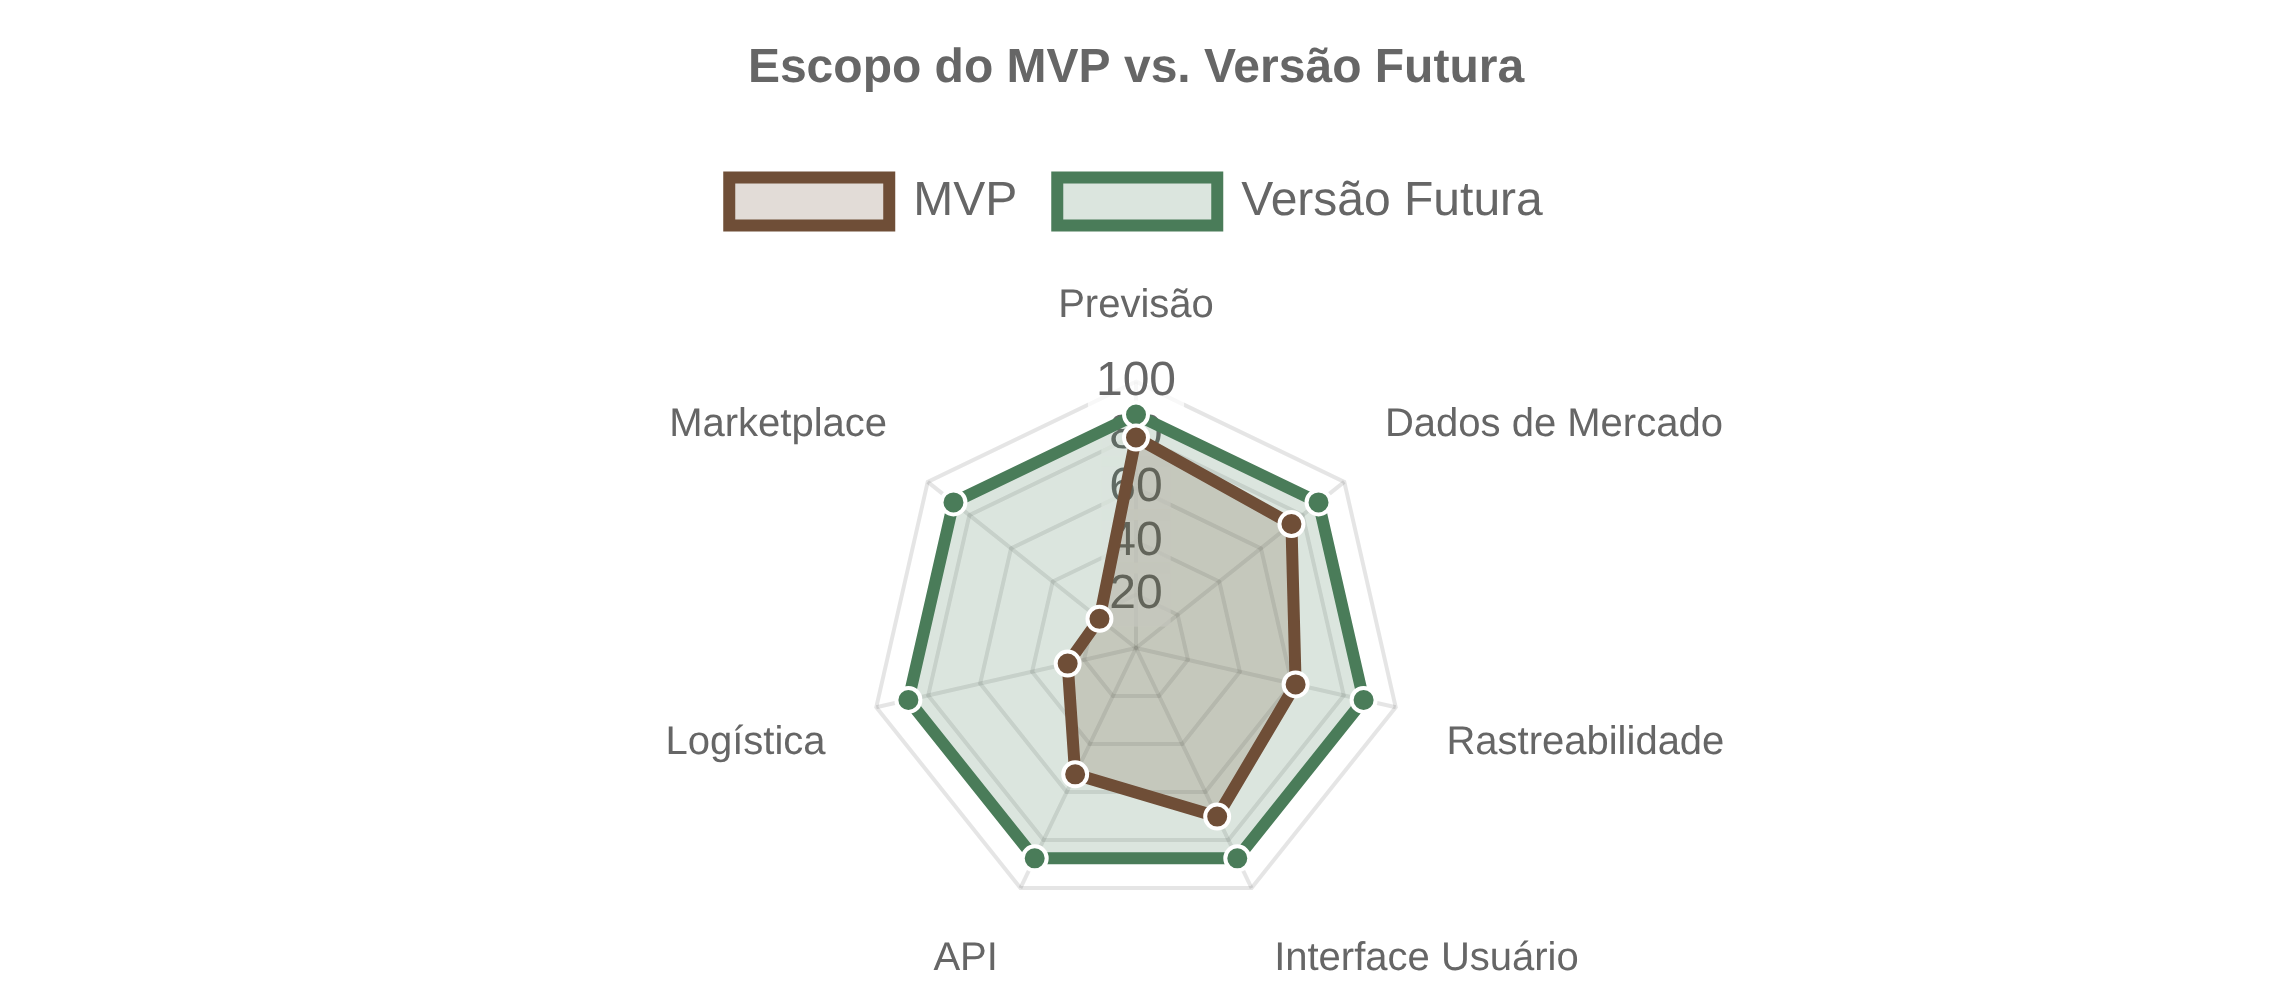 Escopo do MVP vs. Versão Futura
MVP Versão Futura
Previsão
100
Marketplace
Dados de Mercado
80
60
40
20
Logística
Rastreabilidade
API
Interface Usuário